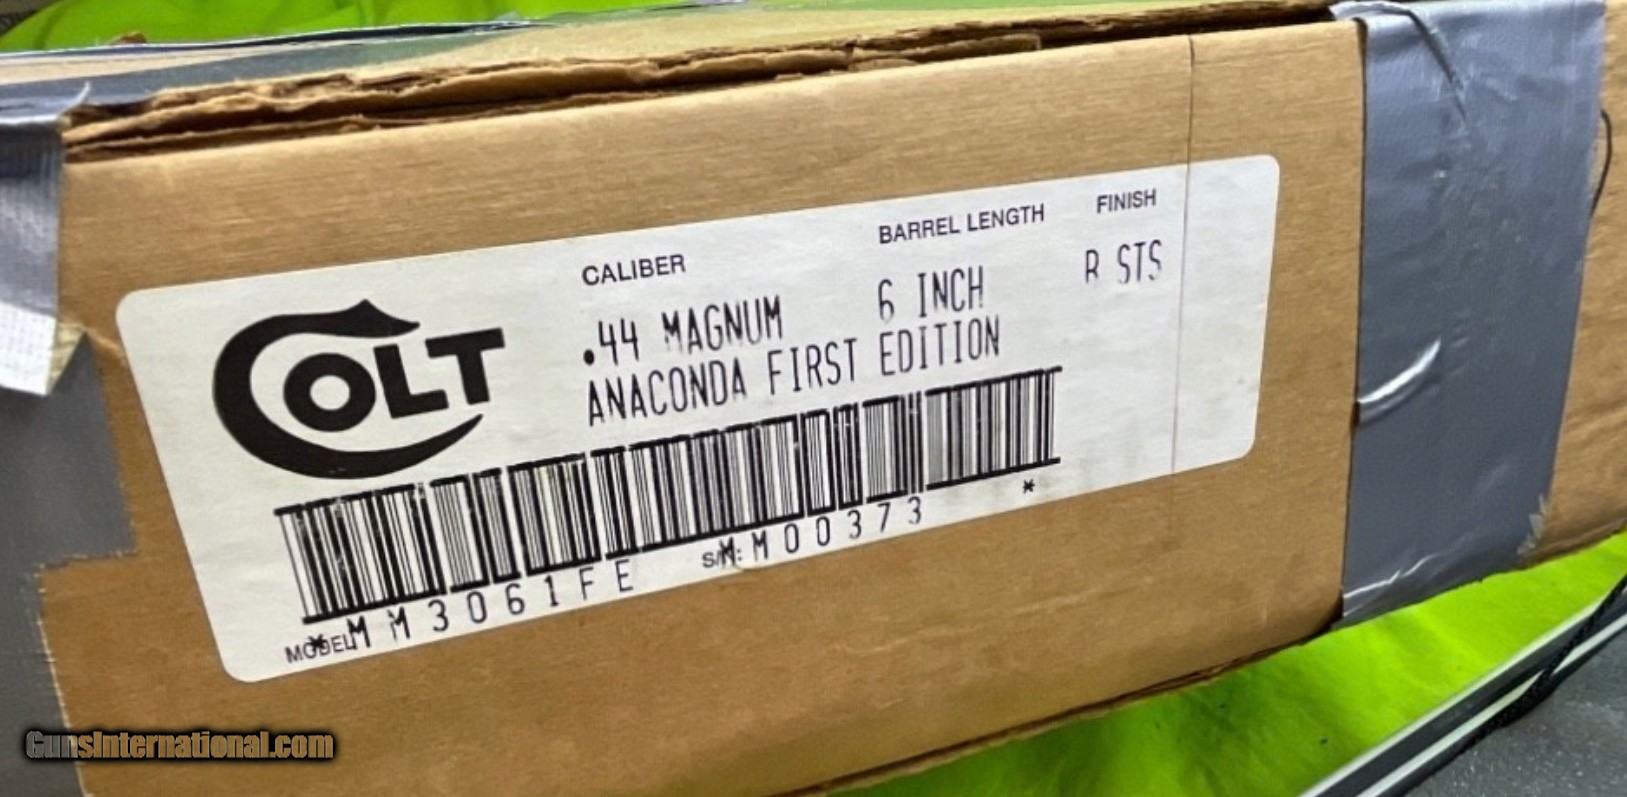 COLT
CALIBER BARREL LENGTH FINISH
.44 MAGNUM 6 INCH R STS
ANACONDA FIRST EDITION
MODEL *MM3061FE S/N: *MM00373 *
GunsInternational.com